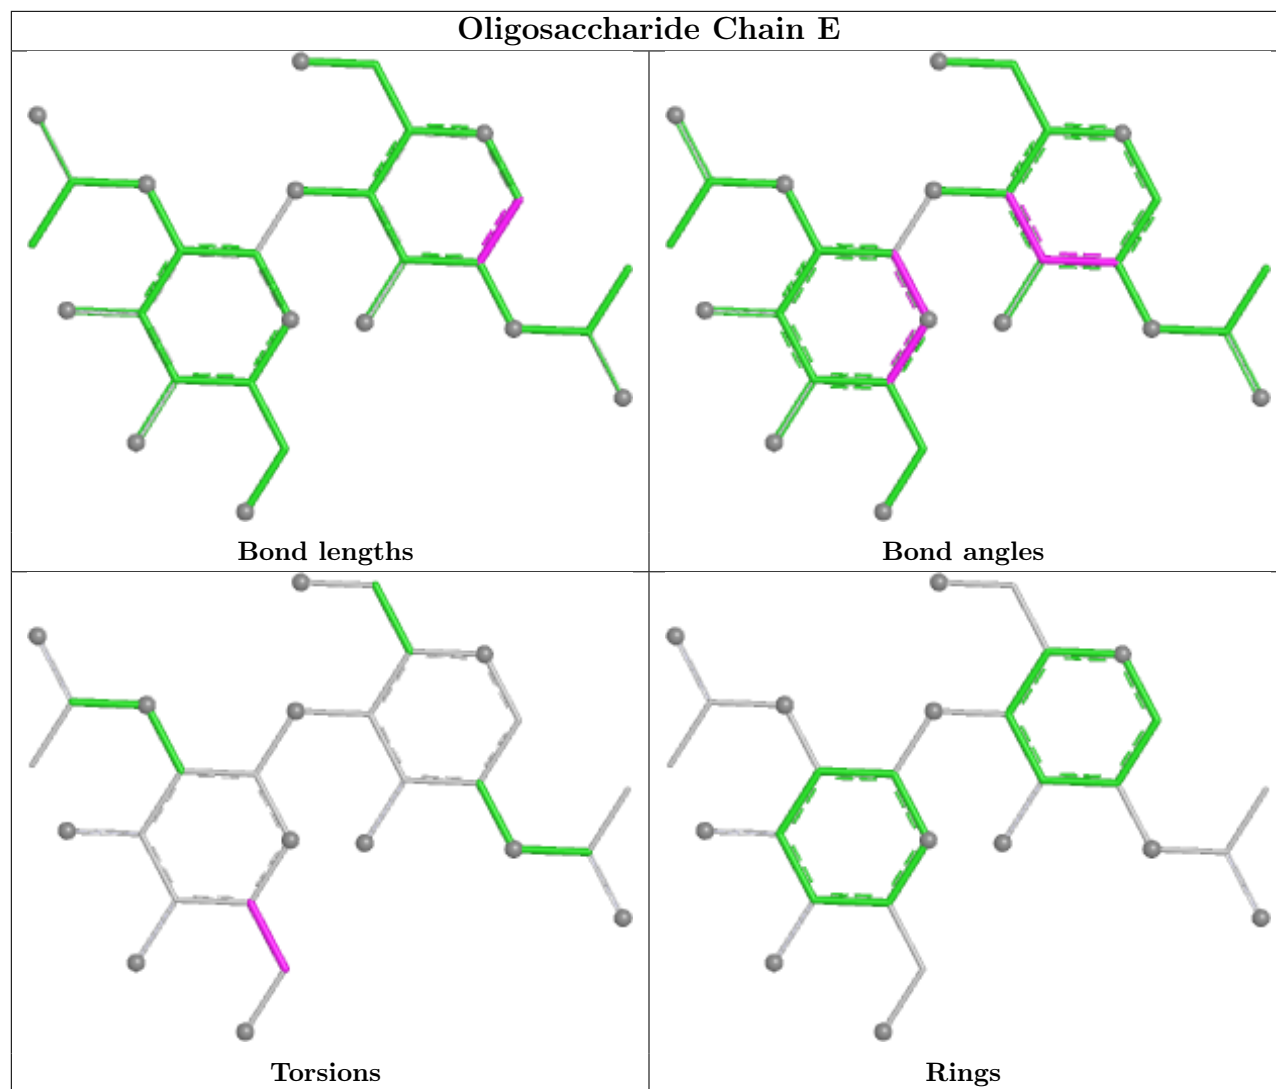 Oligosaccharide Chain E
Bond lengths
Bond angles
Torsions
Rings